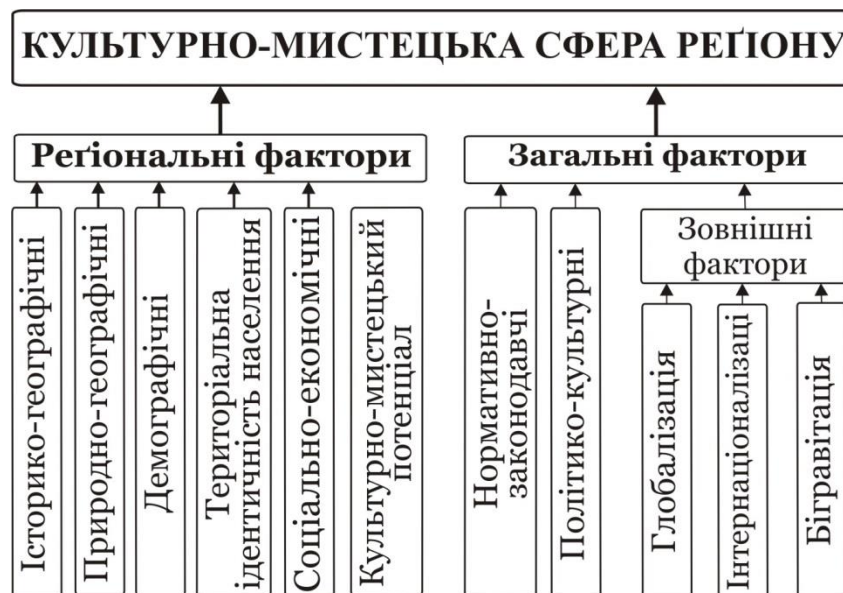 КУЛЬТУРНО-МИСТЕЦЬКА СФЕРА РЕҐІОНУ
Реґіональні фактори
Загальні фактори
Історико-географічні
Природно-географічні
Демографічні
Територіальна
ідентичність населення
Соціально-економічні
Культурно-мистецький
потенціал
Нормативно-
законодавчі
Політико-культурні
Зовнішні
фактори
Глобалізація
Інтернаціоналізаці
Бігравітація